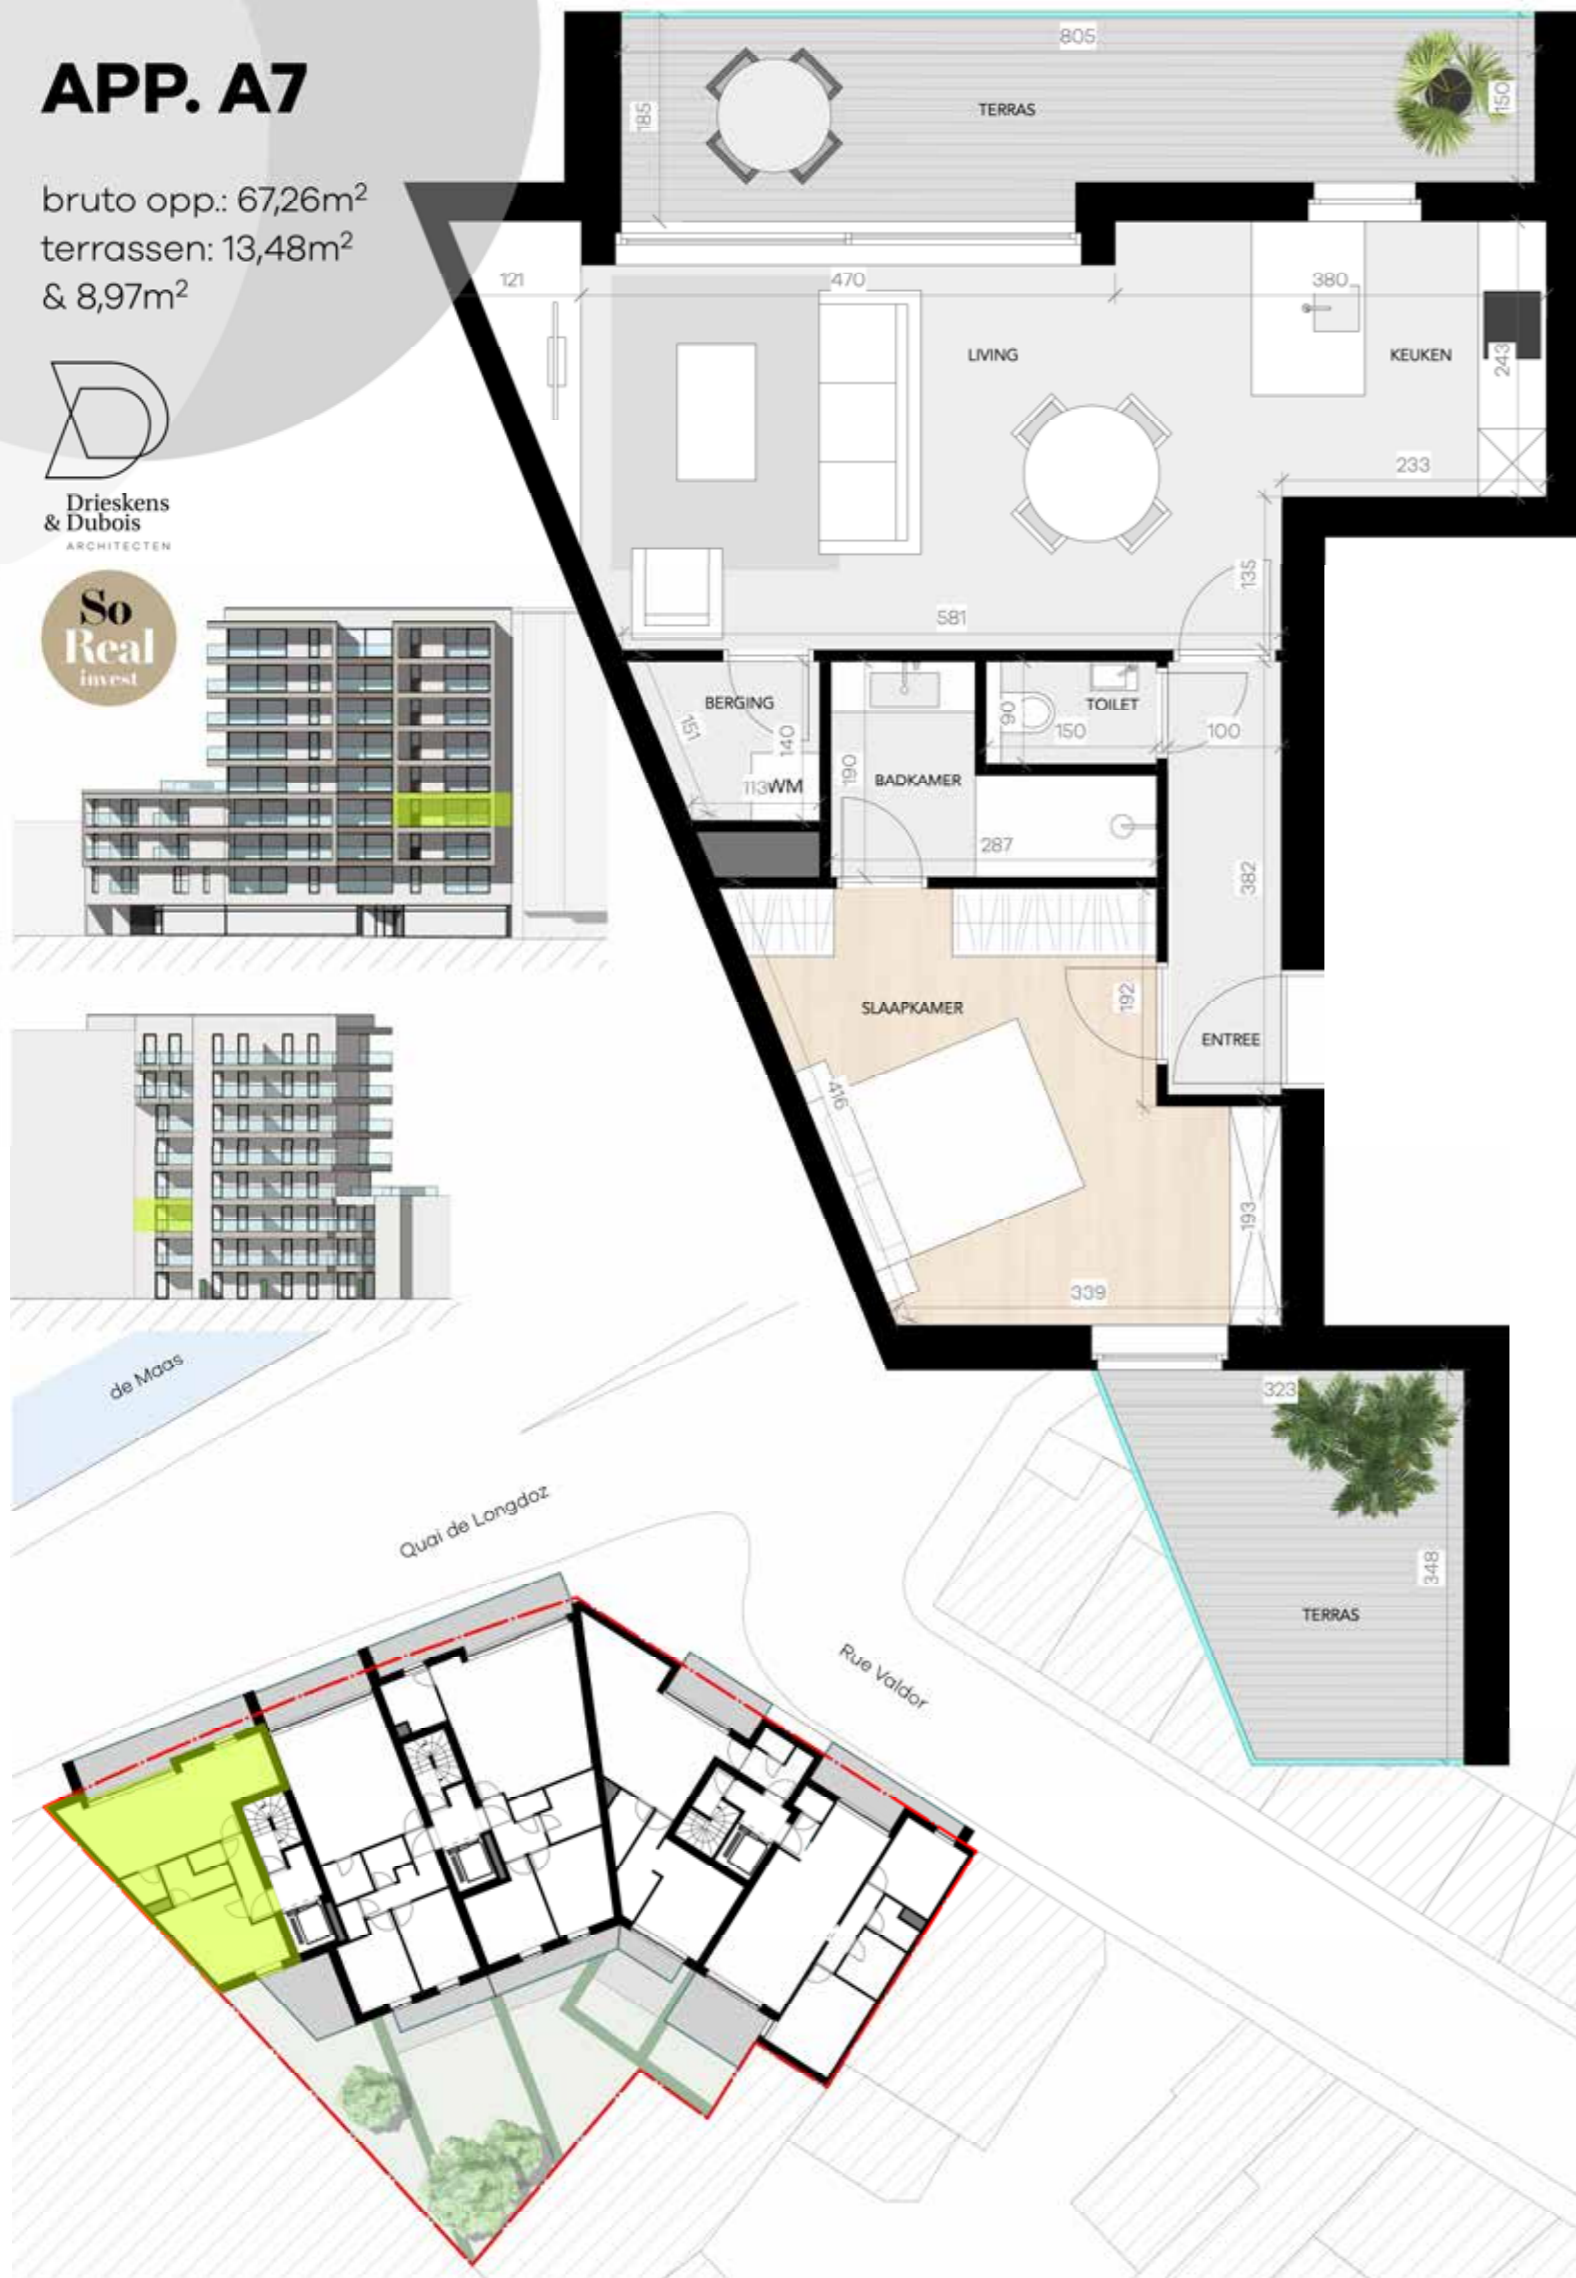 APP. A7
bruto opp.: 67,26m²
terrassen: 13,48m²
& 8,97m²
Drieskens
& Dubois
ARCHITECTEN
So
Real
invest
805
185
TERRAS
150
121
470
380
LIVING
KEUKEN
243
233
135
581
BERGING
151
140
113
WM
190
BADKAMER
90
TOILET
150
100
287
382
SLAAPKAMER
192
ENTREE
416
193
339
323
348
TERRAS
de Maas
Quai de Longdoz
Rue Valdor